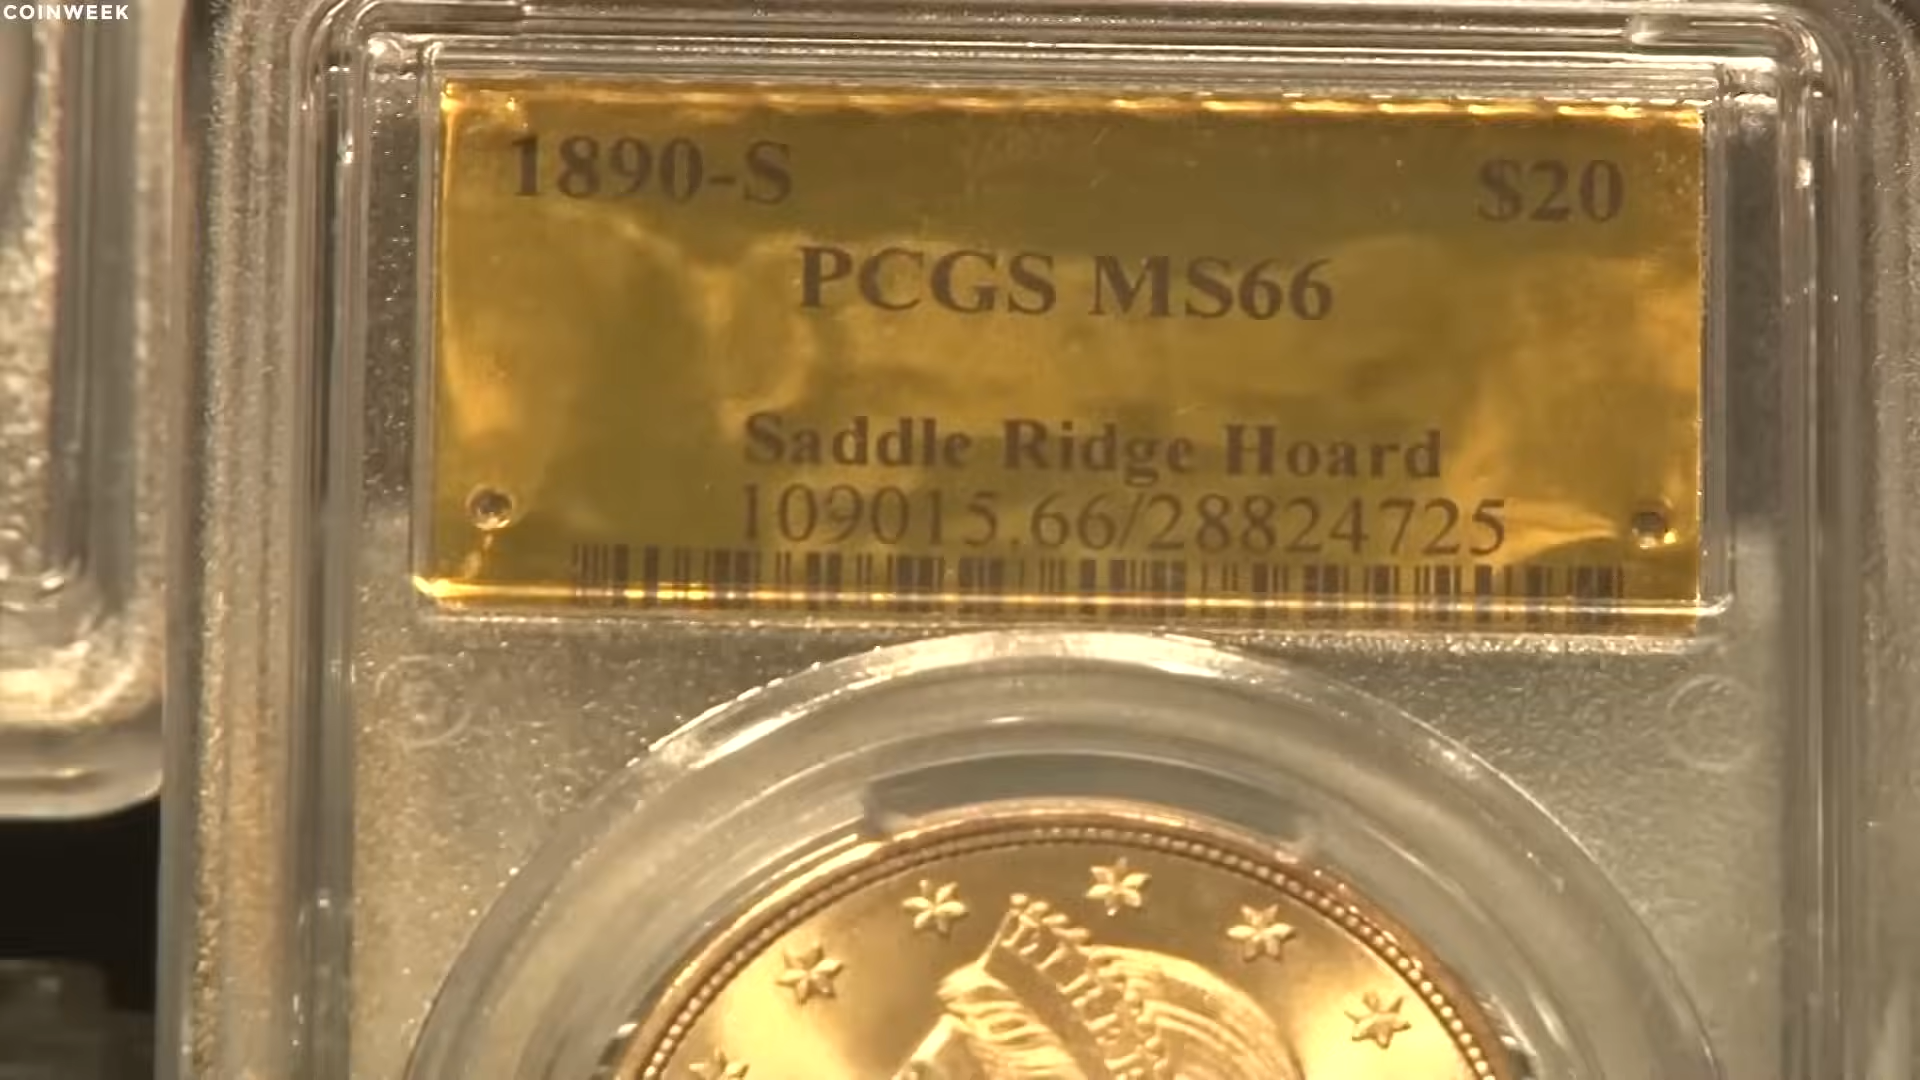 COINWEEK
1890-S $20
PCGS MS66
Saddle Ridge Hoard
109015.66/28824725